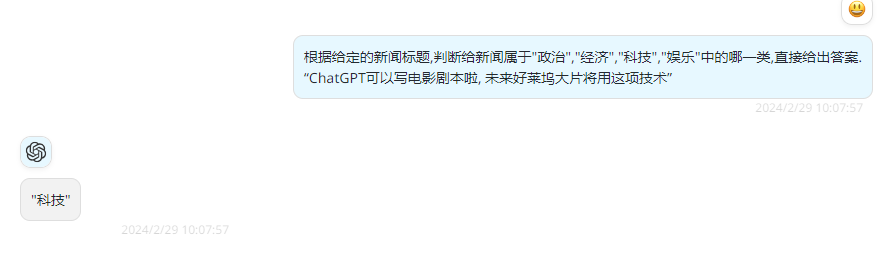 根据给定的新闻标题,判断给新闻属于"政治","经济","科技","娱乐"中的哪一类,直接给出答案.
“ChatGPT可以写电影剧本啦, 未来好莱坞大片将用这项技术”
2024/2/29 10:07:57
"科技"
2024/2/29 10:07:57